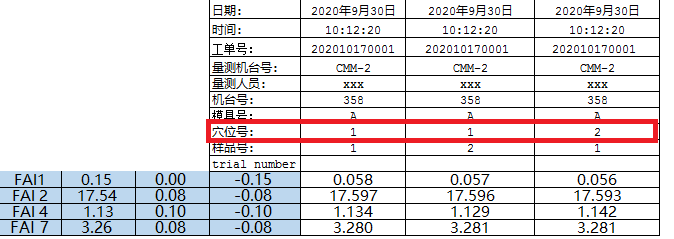 日期: 2020年9月30日 2020年9月30日 2020年9月30日
时间: 10:12:20 10:12:20 10:12:20
工单号: 202010170001 202010170001 202010170001
量测机台号: CMM-2 CMM-2 CMM-2
量测人员: xxx xxx xxx
机台号: 358 358 358
模具号: A A A
穴位号: 1 1 2
样品号: 1 2 1
trial number
FAI1 0.15 0.00 -0.15 0.058 0.057 0.056
FAI 2 17.54 0.08 -0.08 17.597 17.596 17.593
FAI 4 1.13 0.10 -0.10 1.134 1.129 1.142
FAI 7 3.26 0.08 -0.08 3.280 3.281 3.281